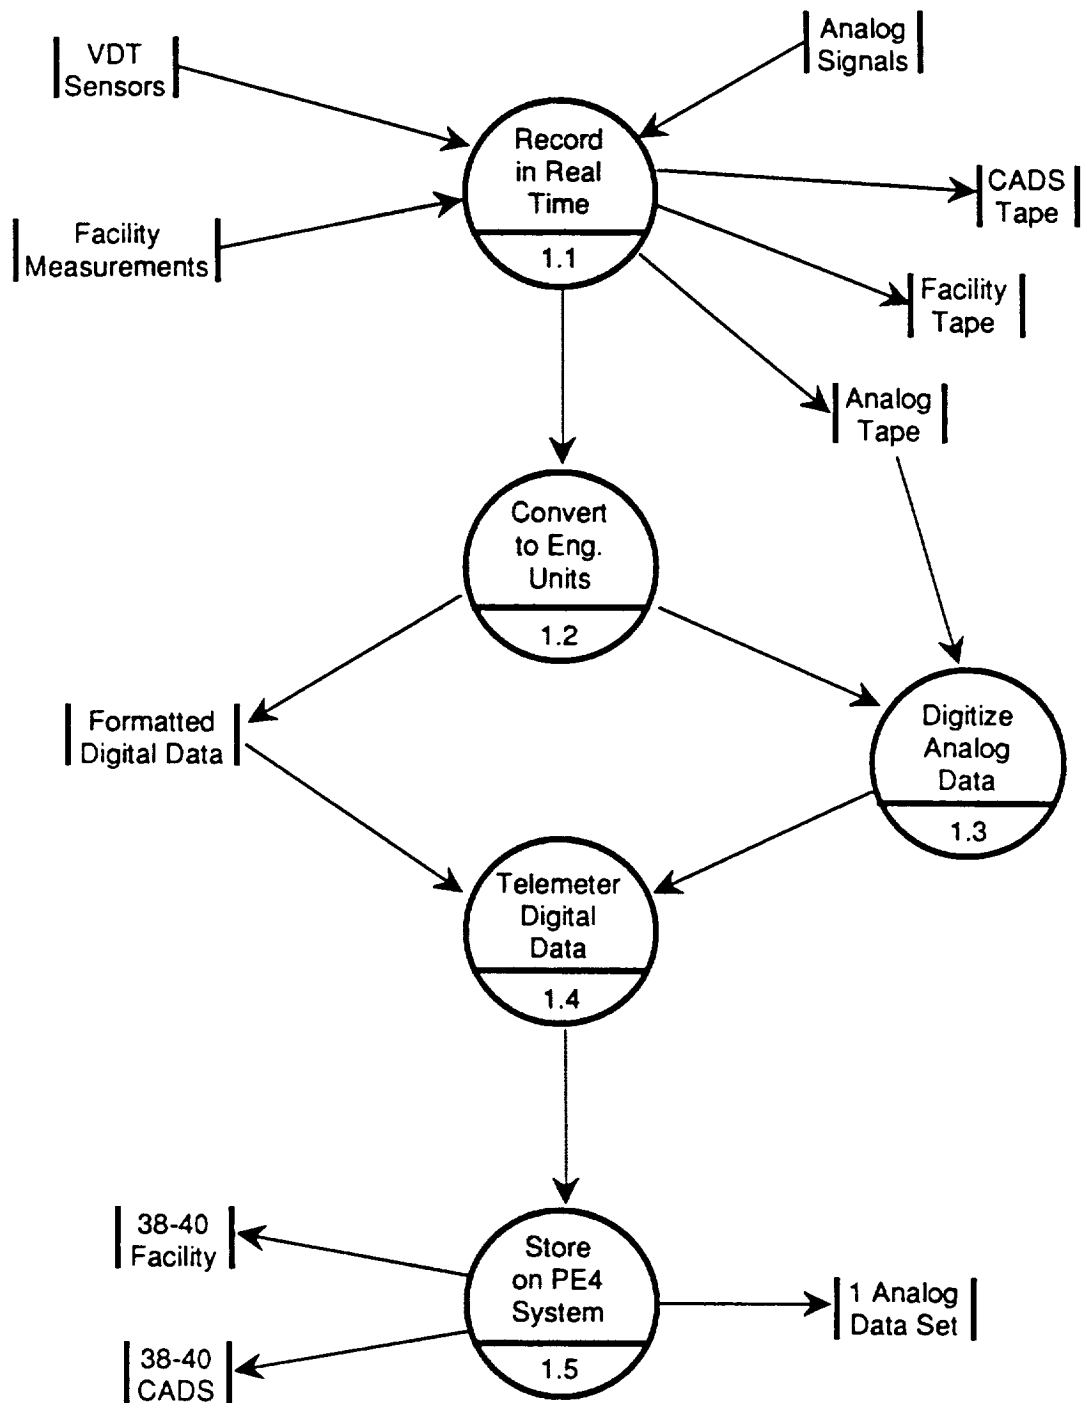 VDT
Sensors
Analog
Signals
Record
in Real
Time
1.1
CADS
Tape
Facility
Measurements
Facility
Tape
Analog
Tape
Convert
to Eng.
Units
1.2
Formatted
Digital Data
Digitize
Analog
Data
1.3
Telemeter
Digital
Data
1.4
38-40
Facility
Store
on PE4
System
1.5
1 Analog
Data Set
38-40
CADS